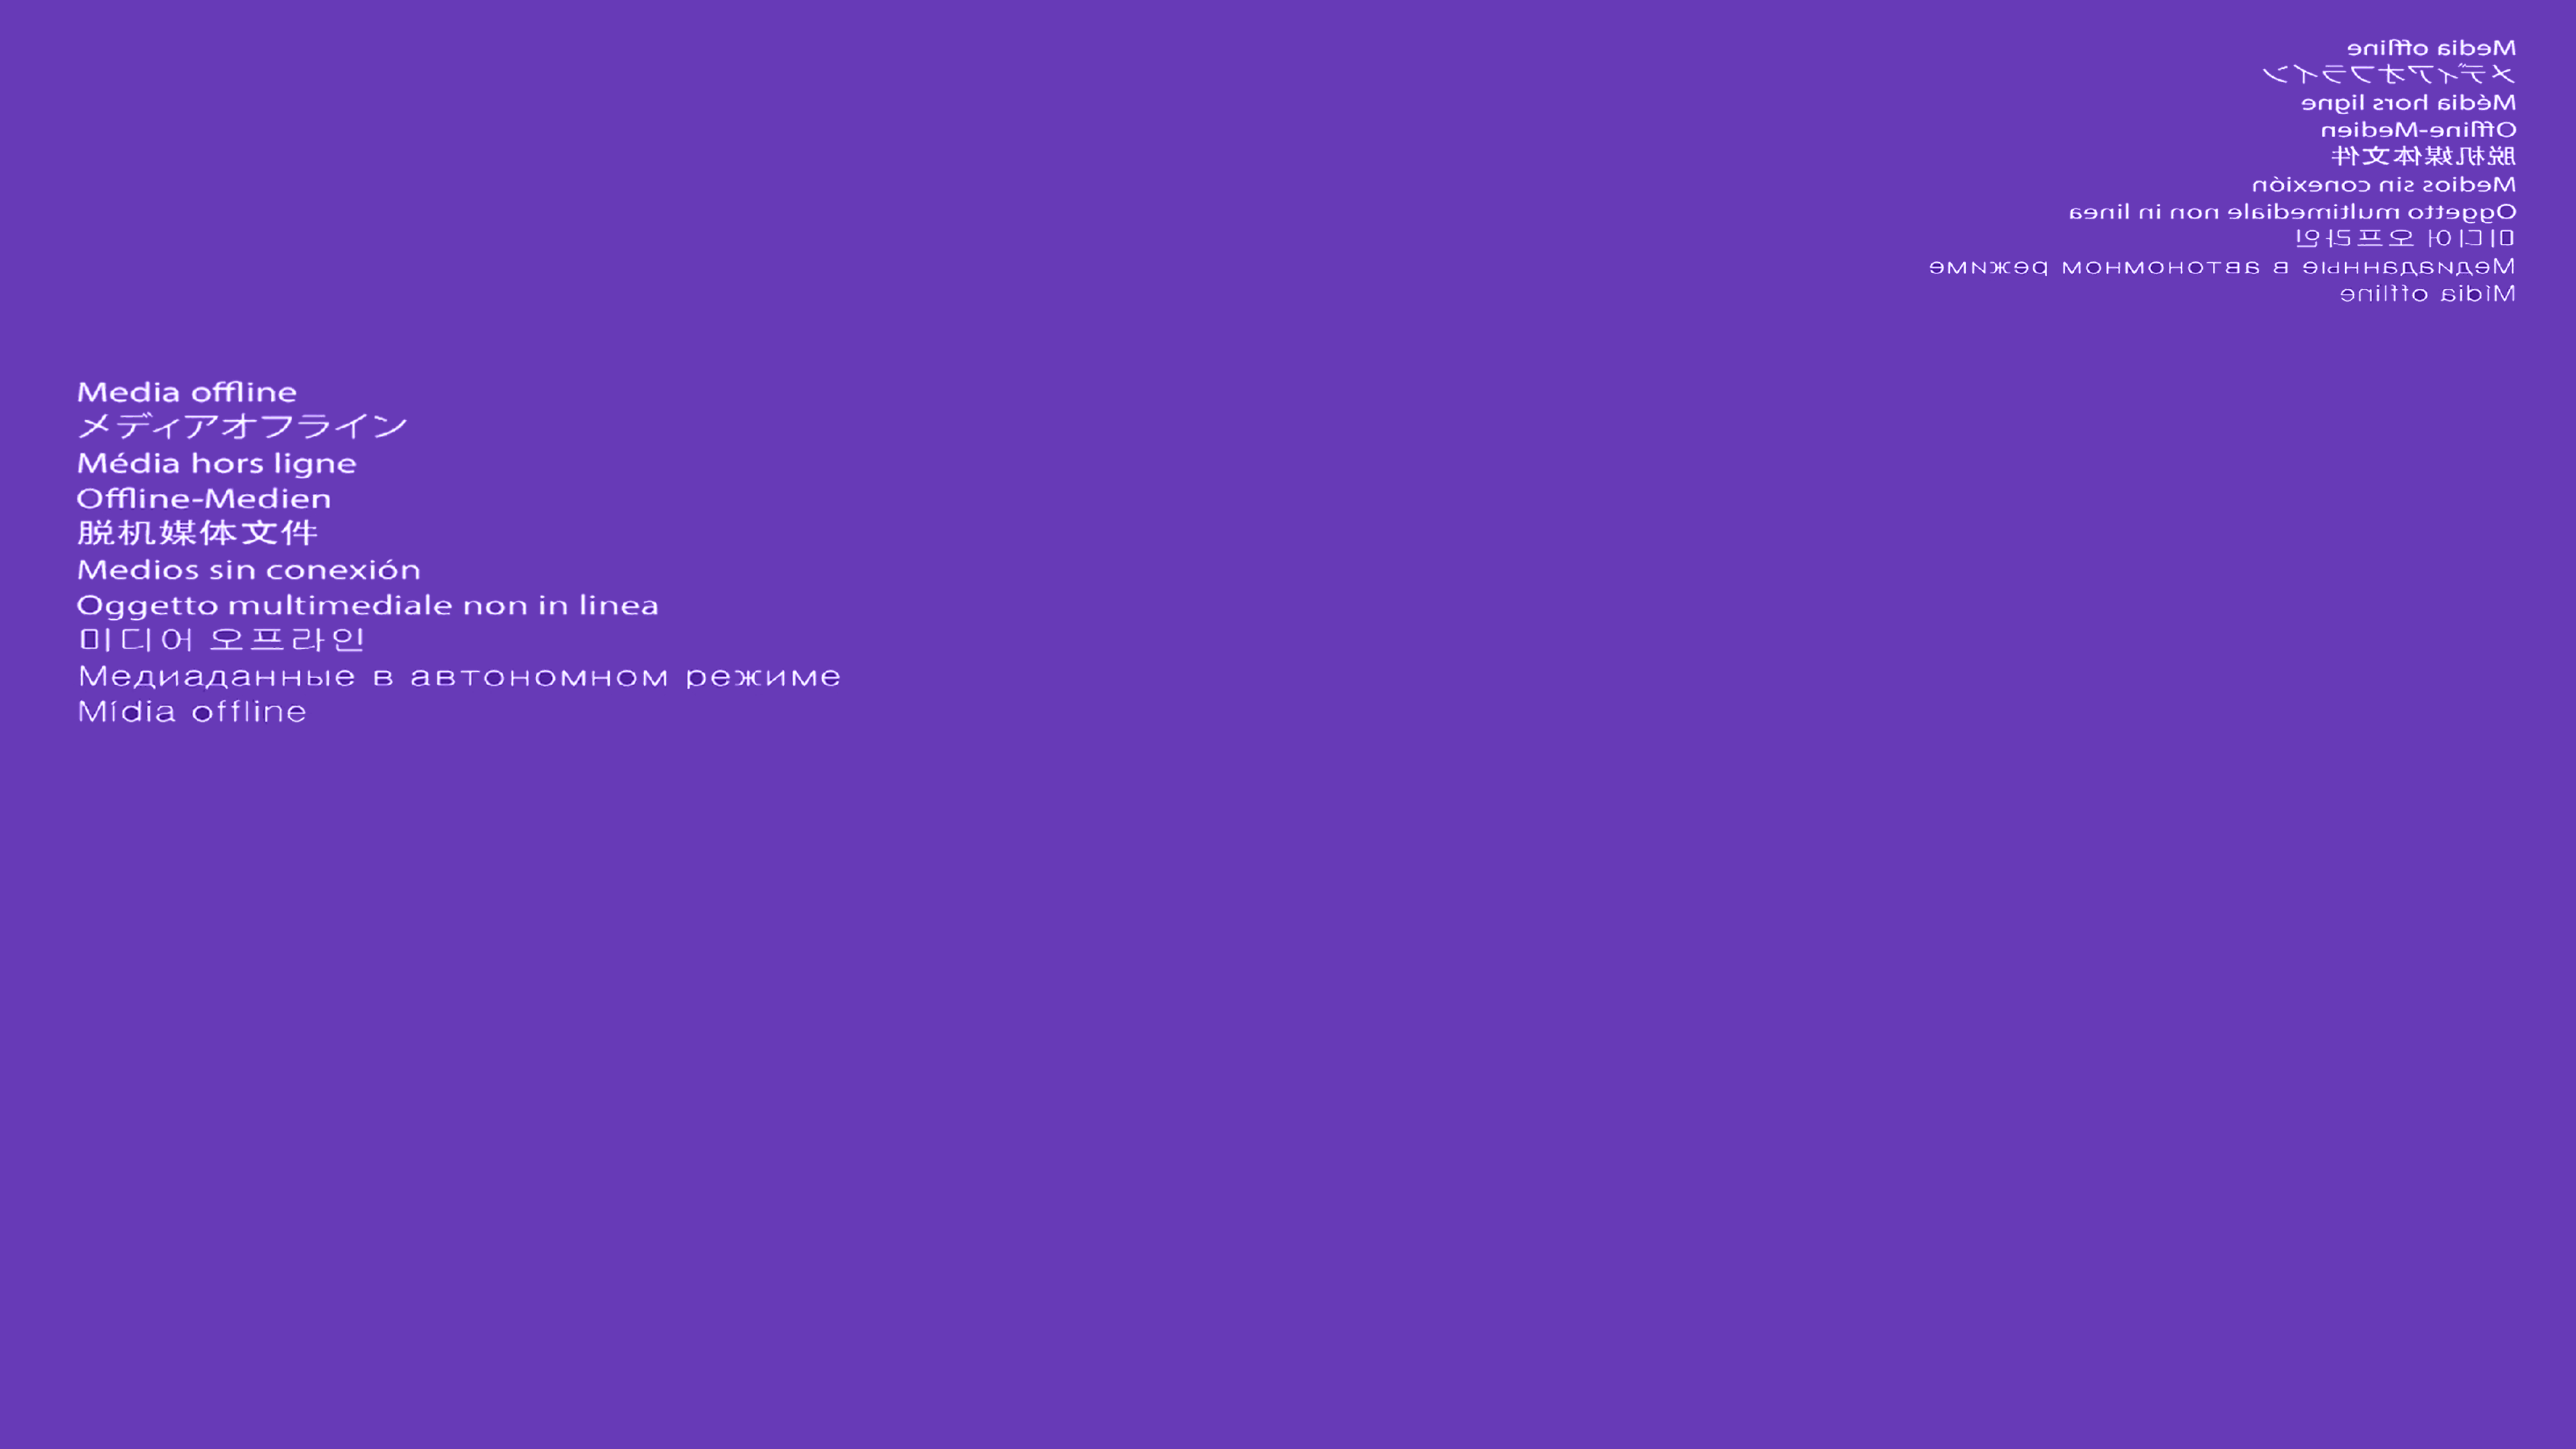 Media offline
メディアオフライン
Média hors ligne
Offline-Medien
脱机媒体文件
Medios sin conexión
Oggetto multimediale non in linea
미디어 오프라인
Медиаданные в автономном режиме
Mídia offline
Media offline
メディアオフライン
Média hors ligne
Offline-Medien
脱机媒体文件
Medios sin conexión
Oggetto multimediale non in linea
미디어 오프라인
Медиаданные в автономном режиме
Mídia offline